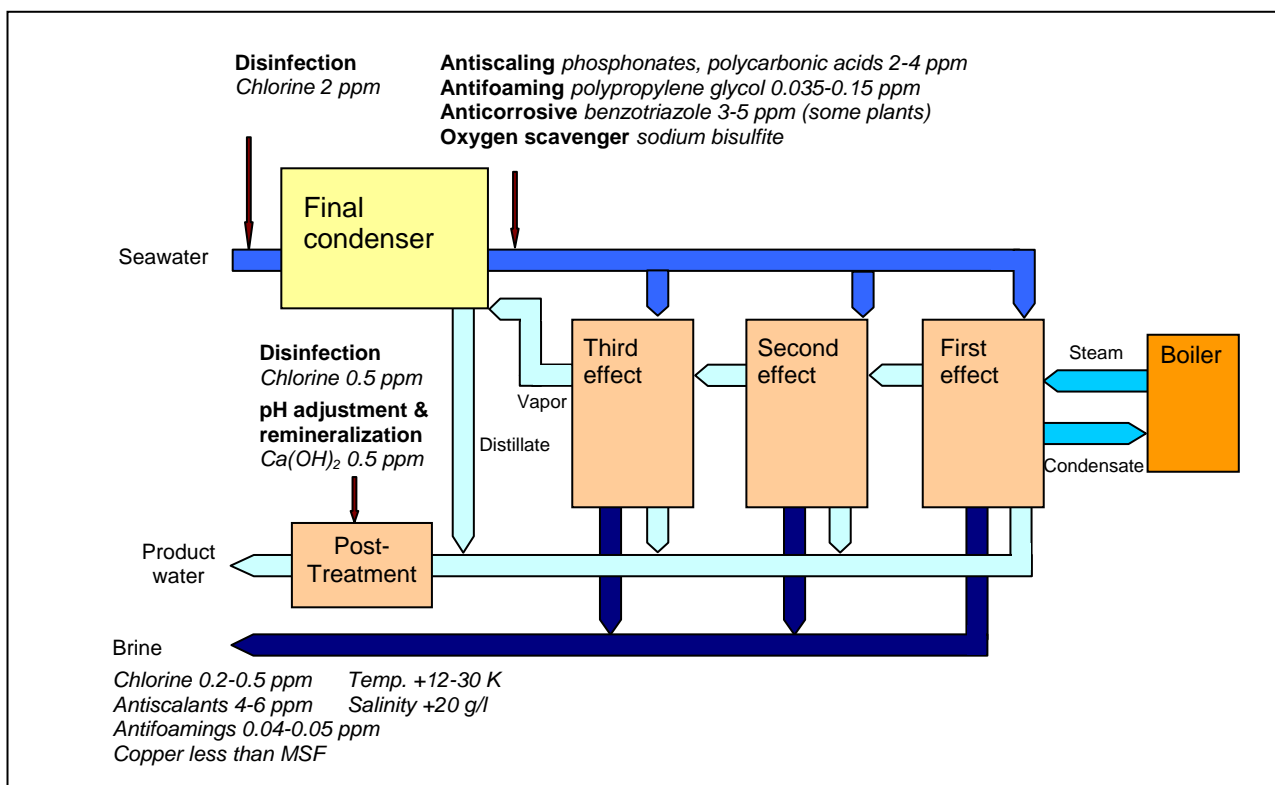 Disinfection
Chlorine 2 ppm
Antiscaling phosphonates, polycarbonic acids 2-4 ppm
Antifoaming polypropylene glycol 0.035-0.15 ppm
Anticorrosive benzotriazole 3-5 ppm (some plants)
Oxygen scavenger sodium bisulfite
Final
condenser
Seawater
Third
effect
Second
effect
First
effect
Steam
Boiler
Condensate
Vapor
Distillate
Disinfection
Chlorine 0.5 ppm
pH adjustment &
remineralization
Ca(OH)₂ 0.5 ppm
Product
water
Post-
Treatment
Brine
Chlorine 0.2-0.5 ppm Temp. +12-30 K
Antiscalants 4-6 ppm Salinity +20 g/l
Antifoamings 0.04-0.05 ppm
Copper less than MSF